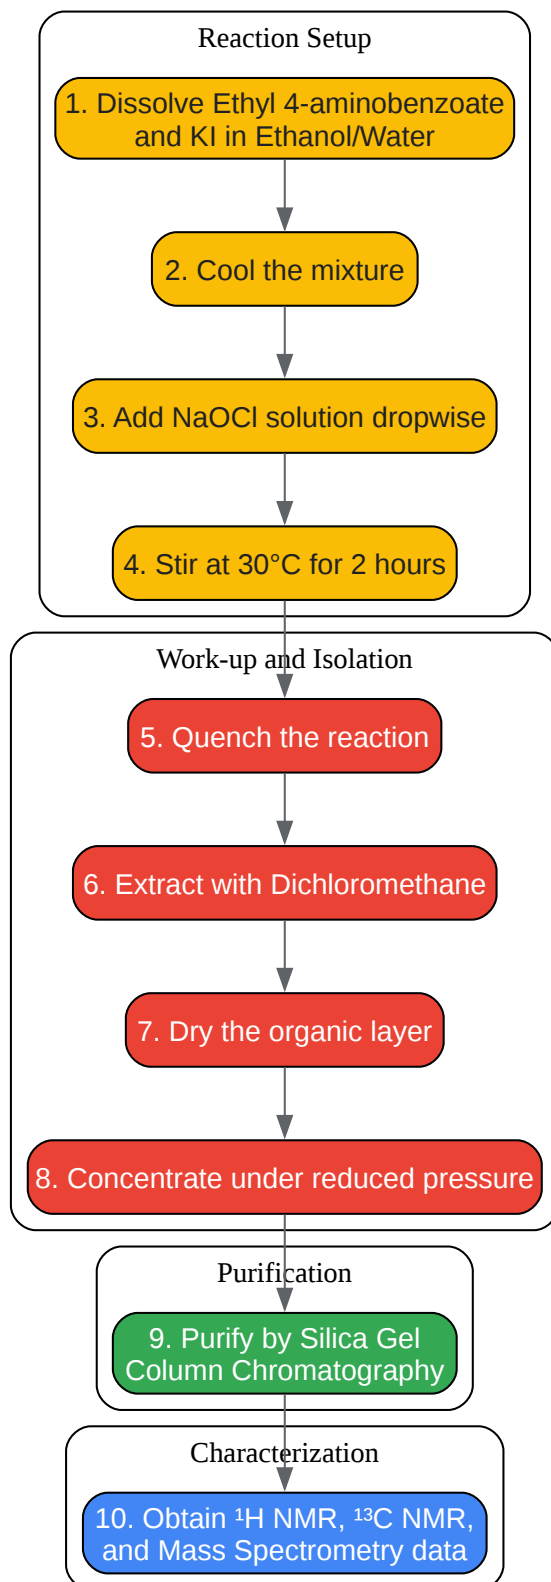 Reaction Setup
1. Dissolve Ethyl 4-aminobenzoate
and KI in Ethanol/Water
2. Cool the mixture
3. Add NaOCl solution dropwise
4. Stir at 30°C for 2 hours
Work-up and Isolation
5. Quench the reaction
6. Extract with Dichloromethane
7. Dry the organic layer
8. Concentrate under reduced pressure
Purification
9. Purify by Silica Gel
Column Chromatography
Characterization
10. Obtain ¹H NMR, ¹³C NMR,
and Mass Spectrometry data